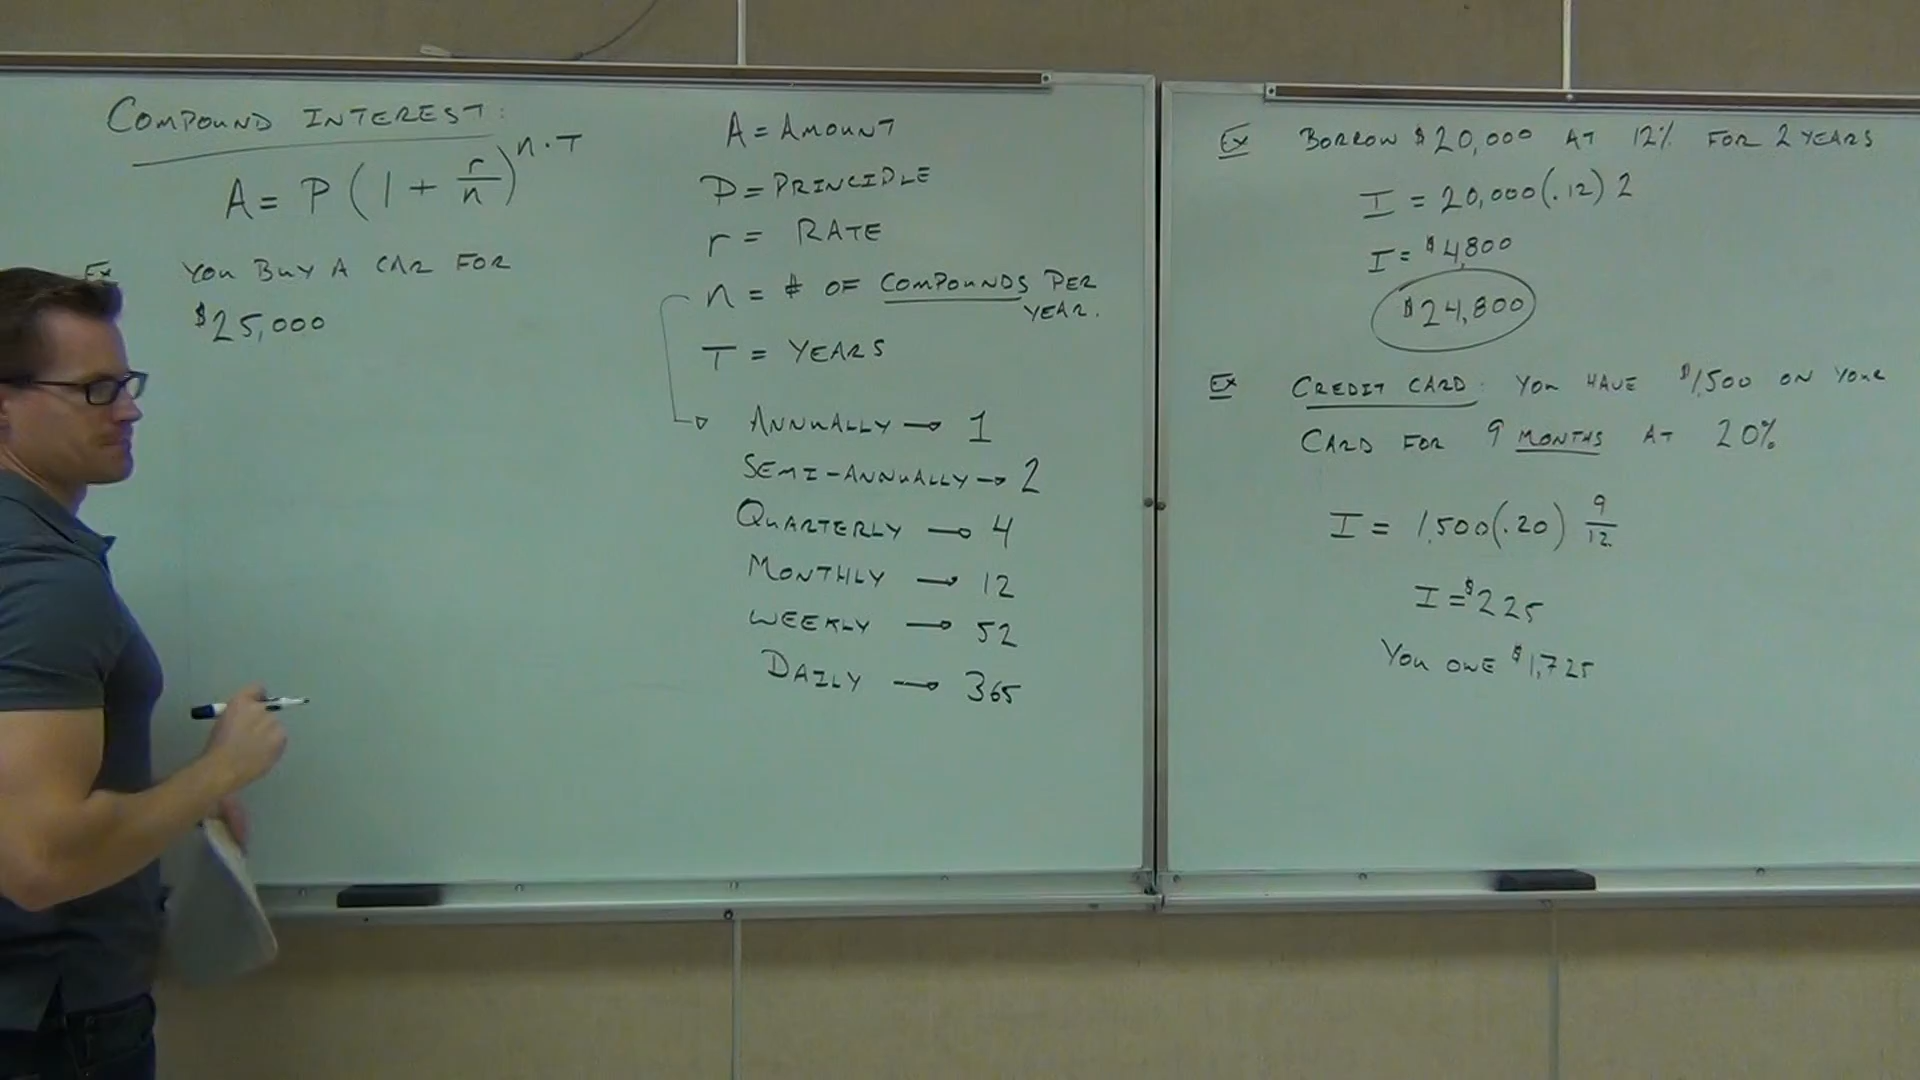 COMPOUND INTEREST:
A = P (1 + r/n)^n·T
Ex YOU BUY A CAR FOR
$25,000
A = AMOUNT
P = PRINCIPLE
r = RATE
n = # OF COMPOUNDS PER
YEAR.
T = YEARS
ANNUALLY → 1
SEMI-ANNUALLY → 2
QUARTERLY → 4
MONTHLY → 12
WEEKLY → 52
DAILY → 365
Ex BORROW $20,000 AT 12% FOR 2 YEARS
I = 20,000(.12) 2
I = $4,800
$24,800
Ex CREDIT CARD: YOU HAVE $1,500 ON YOUR
CARD FOR 9 MONTHS AT 20%
I = 1,500(.20) 9/12
I = $225
YOU OWE $1,725